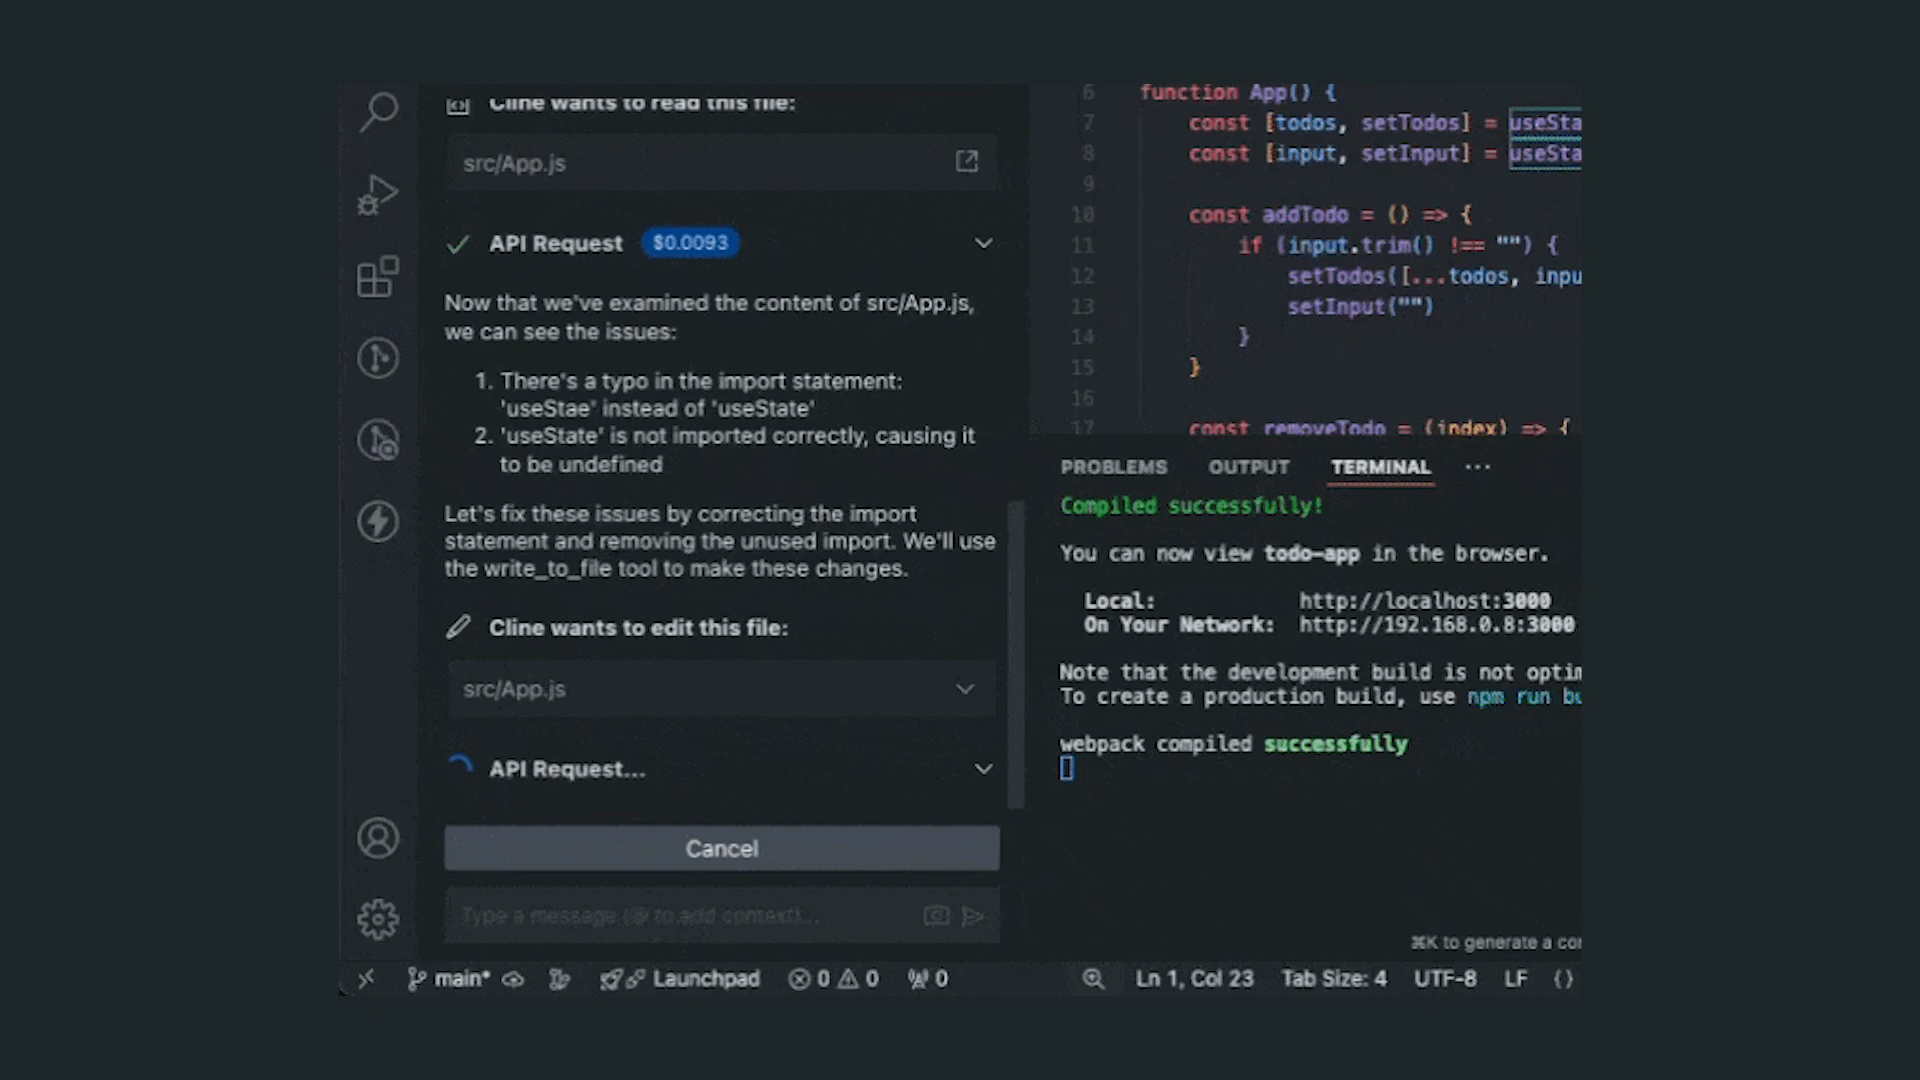 Cline wants to read this file:
src/App.js
API Request $0.0093
Now that we've examined the content of src/App.js,
we can see the issues:
1. There's a typo in the import statement:
'useStae' instead of 'useState'
2. 'useState' is not imported correctly, causing it
to be undefined
Let's fix these issues by correcting the import
statement and removing the unused import. We'll use
the write_to_file tool to make these changes.
Cline wants to edit this file:
src/App.js
API Request...
Cancel
Type a message (@ to add context)...
6 function App() {
7 const [todos, setTodos] = useSta
8 const [input, setInput] = useSta
9
10 const addTodo = () => {
11 if (input.trim() !== "") {
12 setTodos([...todos, inpu
13 setInput("")
14 }
15 }
16
17 const removeTodo = (index) => {
PROBLEMS OUTPUT TERMINAL ...
Compiled successfully!
You can now view todo-app in the browser.
Local: http://localhost:3000
On Your Network: http://192.168.0.8:3000
Note that the development build is not optim
To create a production build, use npm run bu
webpack compiled successfully
⌘K to generate a co
main* Launchpad 0 0 0 Ln 1, Col 23 Tab Size: 4 UTF-8 LF {}